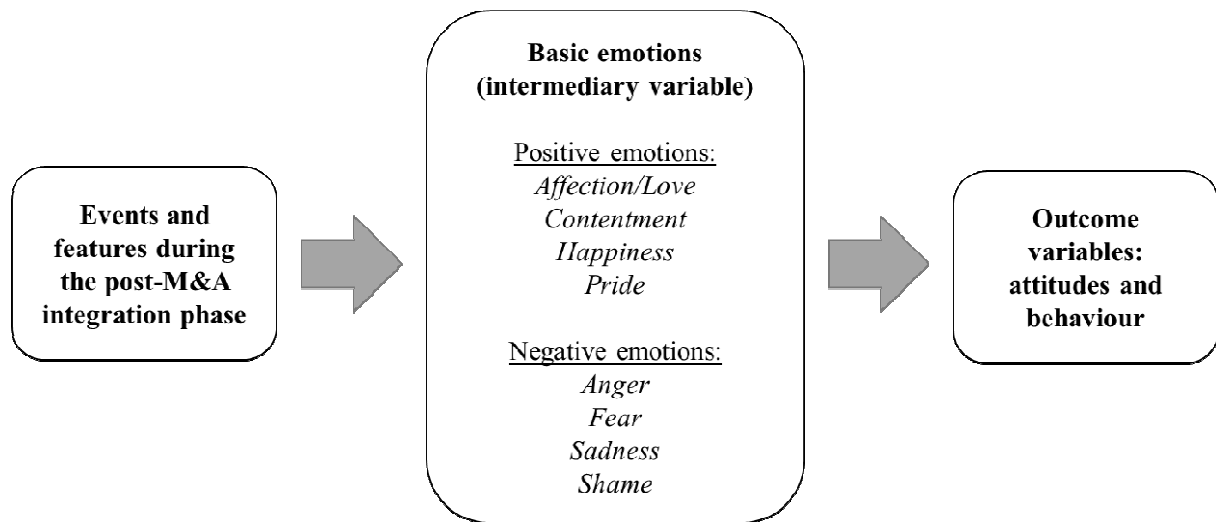 Events and
features during
the post-M&A
integration phase
Basic emotions
(intermediary variable)
Positive emotions:
Affection/Love
Contentment
Happiness
Pride
Negative emotions:
Anger
Fear
Sadness
Shame
Outcome
variables:
attitudes and
behaviour